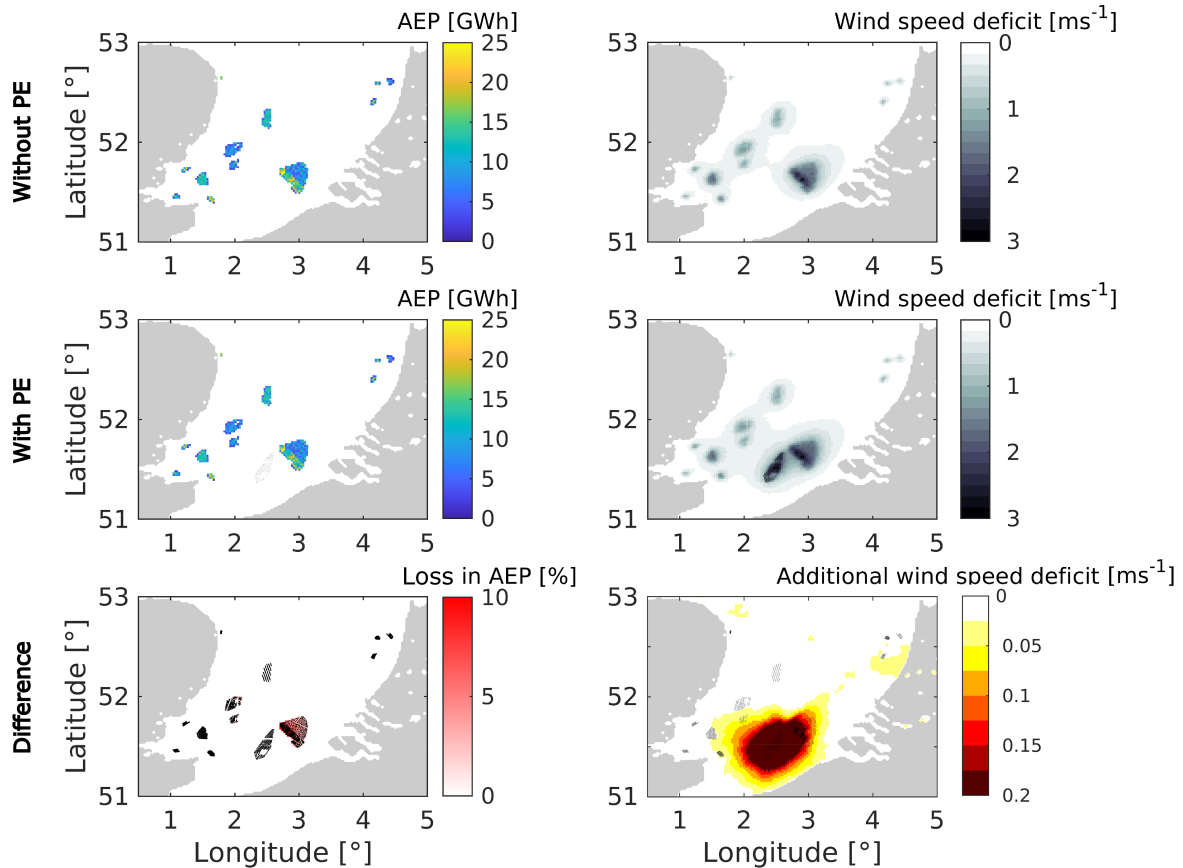 AEP [GWh]
Wind speed deficit [ms-1]
Without PE
Latitude [°]
53
52
51
1 2 3 4 5
25
20
15
10
5
0
53
52
51
1 2 3 4 5
0
1
2
3
AEP [GWh]
Wind speed deficit [ms-1]
With PE
Latitude [°]
53
52
51
1 2 3 4 5
25
20
15
10
5
0
53
52
51
1 2 3 4 5
0
1
2
3
Loss in AEP [%]
Additional wind speed deficit [ms-1]
Difference
Latitude [°]
53
52
51
1 2 3 4 5
Longitude [°]
10
5
0
53
52
51
1 2 3 4 5
Longitude [°]
0
0.05
0.1
0.15
0.2